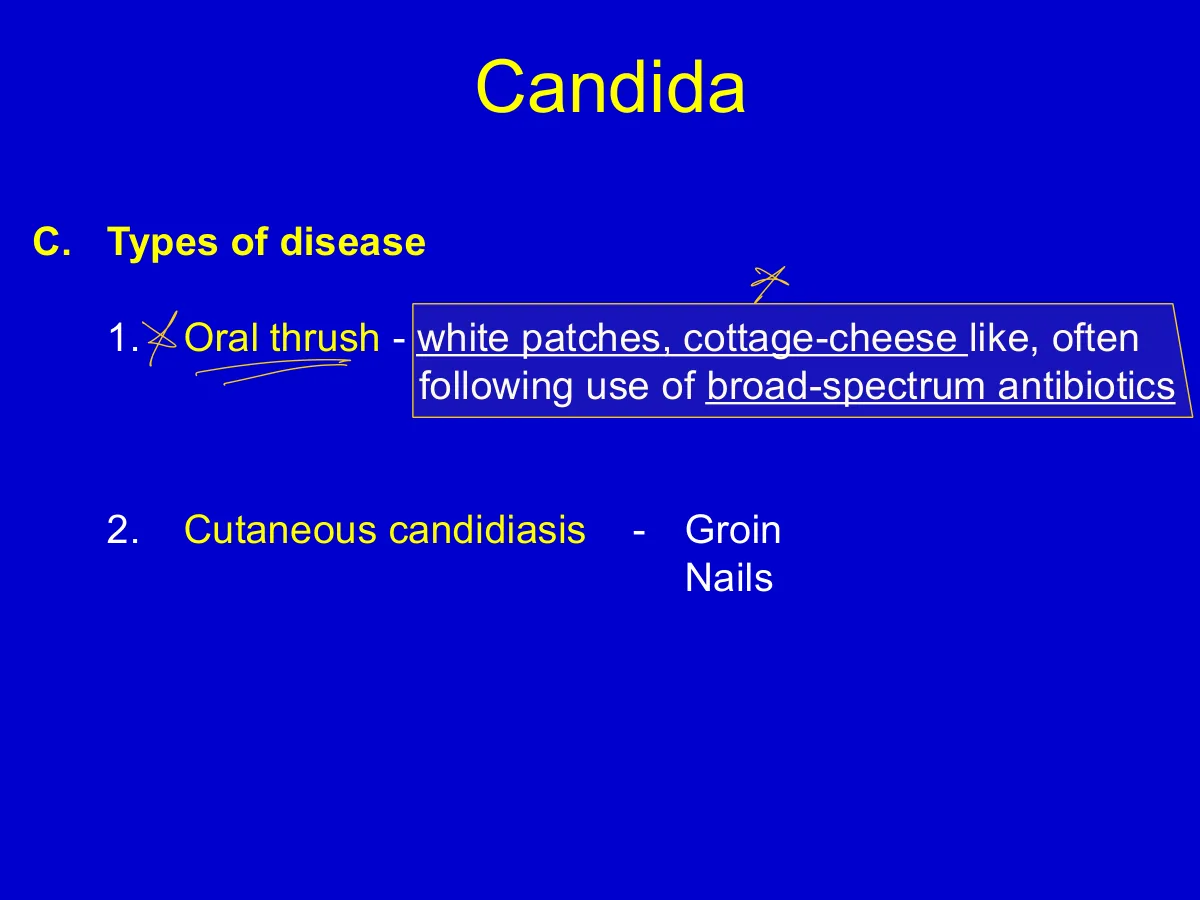 Candida
C. Types of disease
1. Oral thrush - white patches, cottage-cheese like, often
following use of broad-spectrum antibiotics
2. Cutaneous candidiasis - Groin
Nails